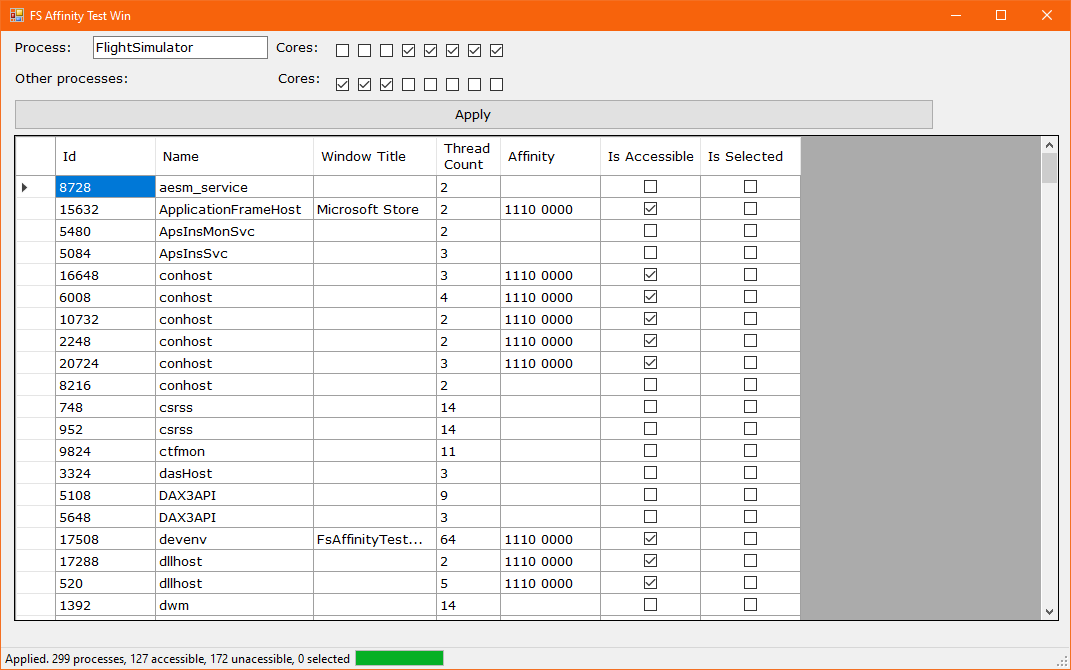 FS Affinity Test Win
Process: FlightSimulator Cores:
Other processes: Cores:
Apply
Id Name Window Title Thread Count Affinity Is Accessible Is Selected
8728 aesm_service 2
15632 ApplicationFrameHost Microsoft Store 2 1110 0000
5480 ApsInsMonSvc 2
5084 ApsInsSvc 3
16648 conhost 3 1110 0000
6008 conhost 4 1110 0000
10732 conhost 2 1110 0000
2248 conhost 2 1110 0000
20724 conhost 3 1110 0000
8216 conhost 2
748 csrss 14
952 csrss 14
9824 ctfmon 11
3324 dasHost 3
5108 DAX3API 9
5648 DAX3API 3
17508 devenv FsAffinityTest... 64 1110 0000
17288 dllhost 2 1110 0000
520 dllhost 5 1110 0000
1392 dwm 14
Applied. 299 processes, 127 accessible, 172 unacessible, 0 selected